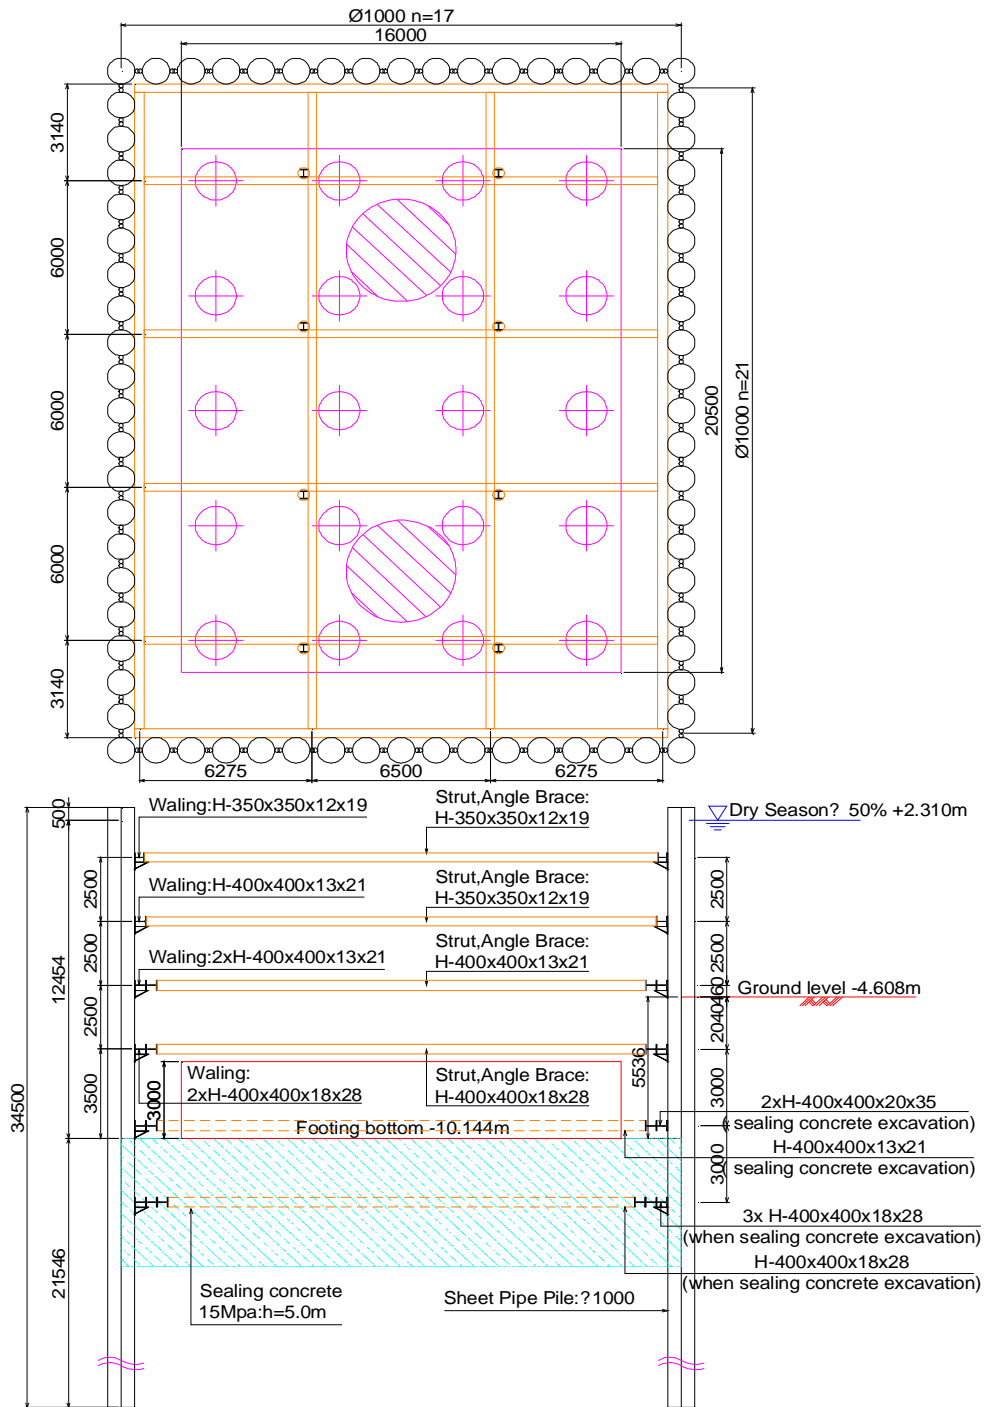 Ø1000 n=17
16000
3140
6000
6000
6000
3140
20500
Ø1000 n=21
6275
6500
6275
500
Waling:H-350x350x12x19
Strut,Angle Brace:
H-350x350x12x19
Dry Season? 50% +2.310m
2500
Waling:H-400x400x13x21
Strut,Angle Brace:
H-350x350x12x19
2500
2500
Waling:2xH-400x400x13x21
Strut,Angle Brace:
H-400x400x13x21
2500
12454
460
Ground level -4.608m
2500
2040
5536
34500
3500
3000
Waling:
2xH-400x400x18x28
Strut,Angle Brace:
H-400x400x18x28
3000
2xH-400x400x20x35
( sealing concrete excavation)
Footing bottom -10.144m
H-400x400x13x21
( sealing concrete excavation)
3000
3x H-400x400x18x28
(when sealing concrete excavation)
H-400x400x18x28
(when sealing concrete excavation)
21546
Sealing concrete
15Mpa:h=5.0m
Sheet Pipe Pile:?1000